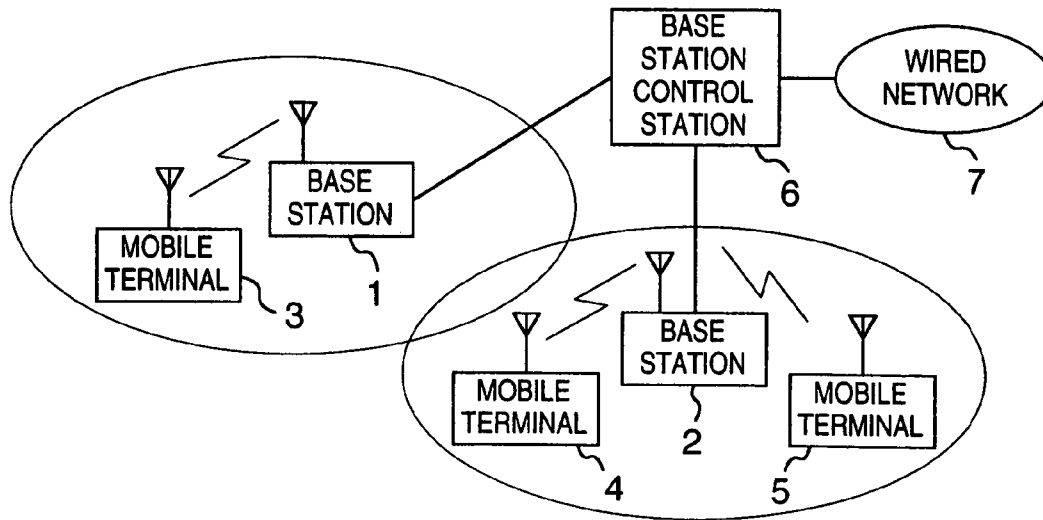 BASE
STATION
CONTROL
STATION
6
WIRED
NETWORK
7
BASE
STATION
1
MOBILE
TERMINAL
3
BASE
STATION
2
MOBILE
TERMINAL
4
MOBILE
TERMINAL
5